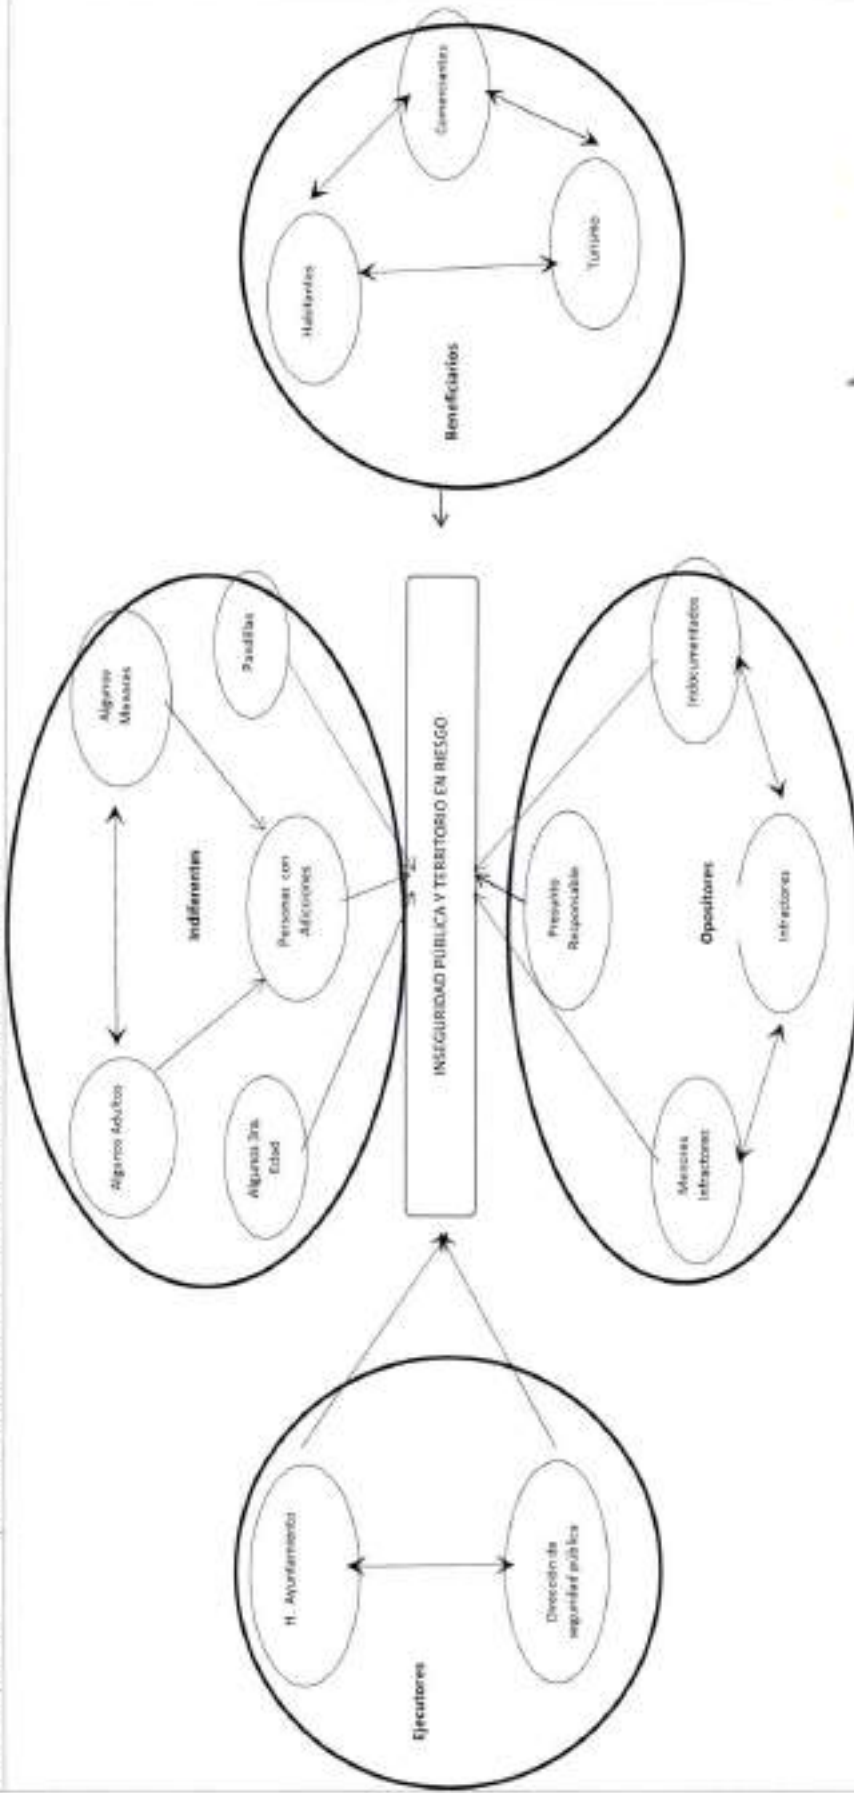 Algunos Adultos
Algunos
Menores
Indiferentes
Algunos 3ra.
Edad
Personas con
Adicciones
Pandillas
H. Ayuntamiento
Ejecutores
Dirección de
seguridad pública
INSEGURIDAD PÚBLICA Y TERRITORIO EN RIESGO
Habitantes
Comerciantes
Beneficiarios
Turismo
Presunto
Responsable
Menores
Infractores
Opositores
Indocumentados
Infractores